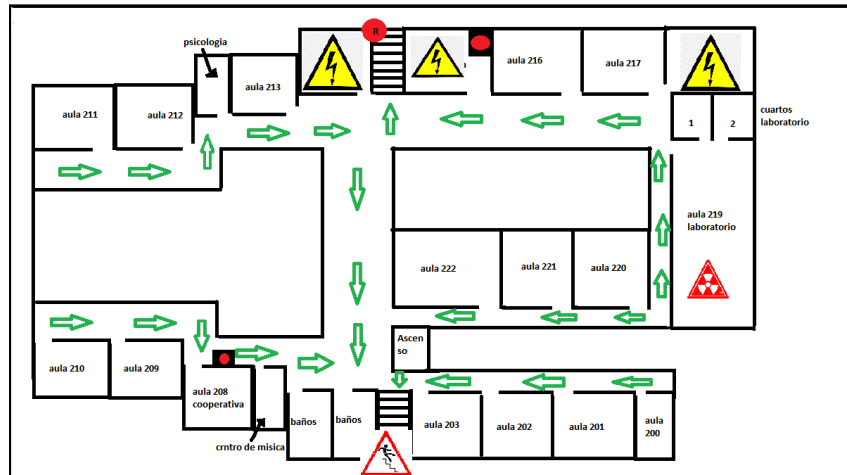 R
psicologia
aula 216
aula 217
aula 213
aula 211
aula 212
cuartos
laboratorio
1
2
aula 219
laboratorio
aula 222
aula 221
aula 220
Ascen
so
aula 210
aula 209
aula 208
cooperativa
baños
baños
aula 203
aula 202
aula 201
aula
200
crntro de misica